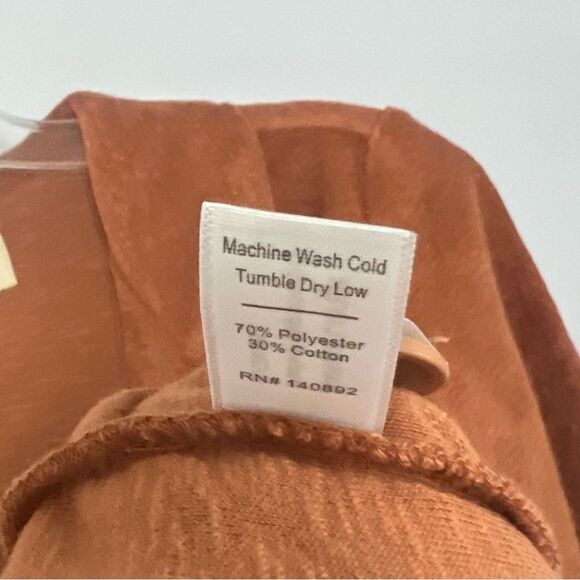 Machine Wash Cold
Tumble Dry Low
70% Polyester
30% Cotton
RN# 140892